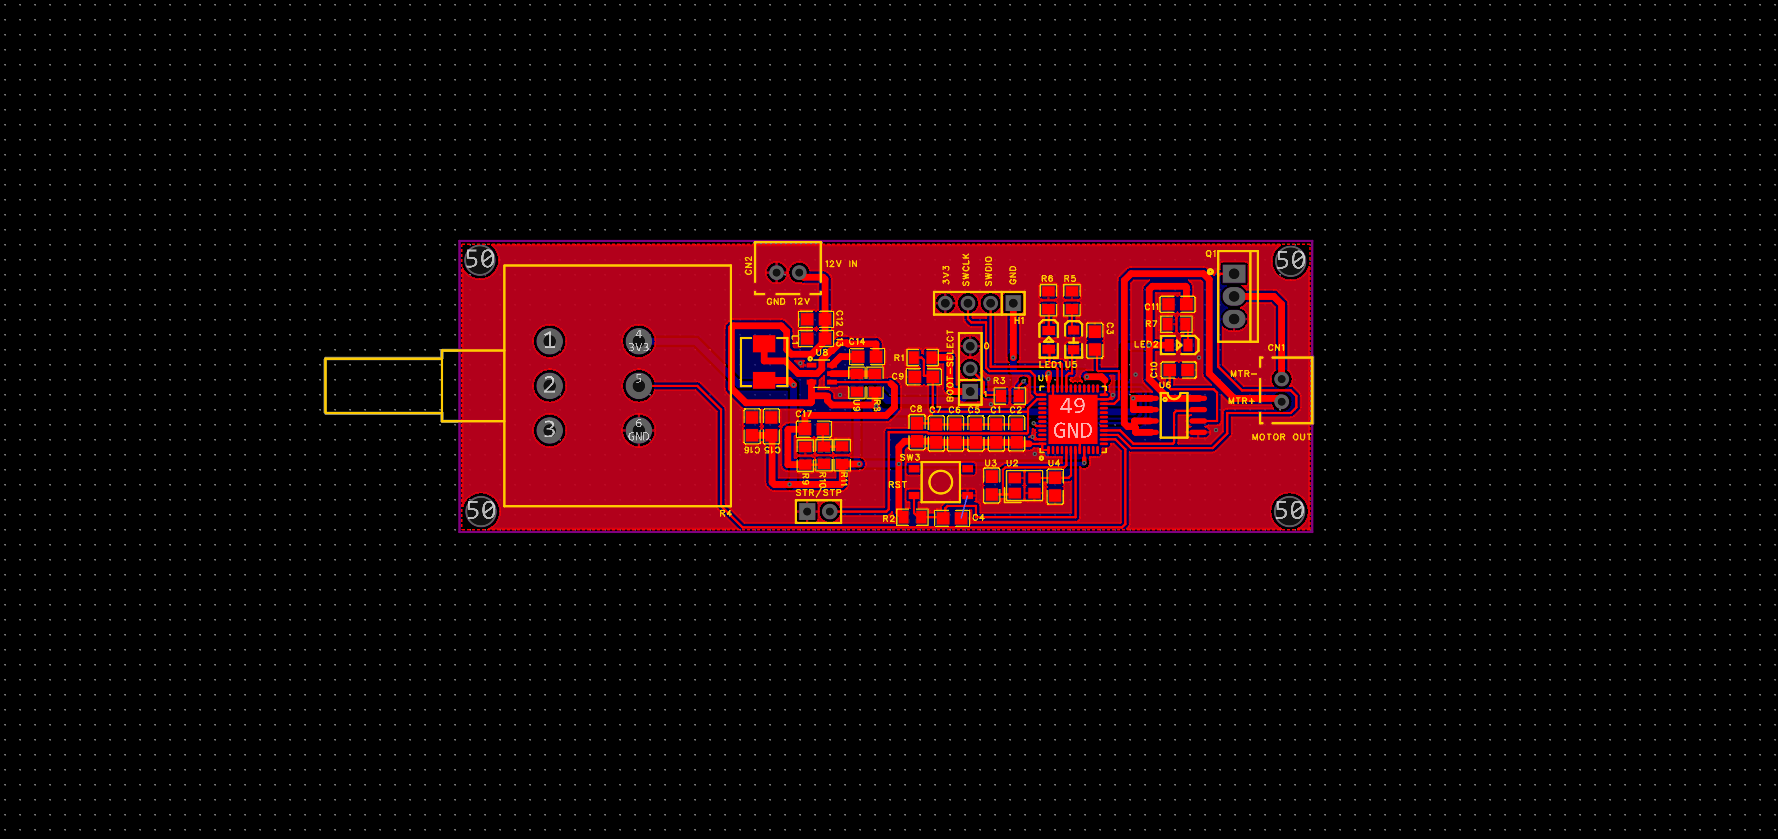 50
50
Q1
CN2
12V IN
GND 12V
3V3
SWCLK
SWDIO
GND
H1
R6
R5
C11
R7
LED2
C10
U6
CN1
MTR-
MTR+
MOTOR OUT
1
2
3
4
3V3
5
6
GND
C12
U8
C14
U9
R8
R1
C9
BOOT-SELECT
0
1
C3
LED1
U5
U1
R3
49
GND
C8
C7
C6
C5
C1
C2
C16
C15
C17
R9
R10
R11
STR/STP
SW3
RST
U3
U2
U4
R2
C4
R4
50
50